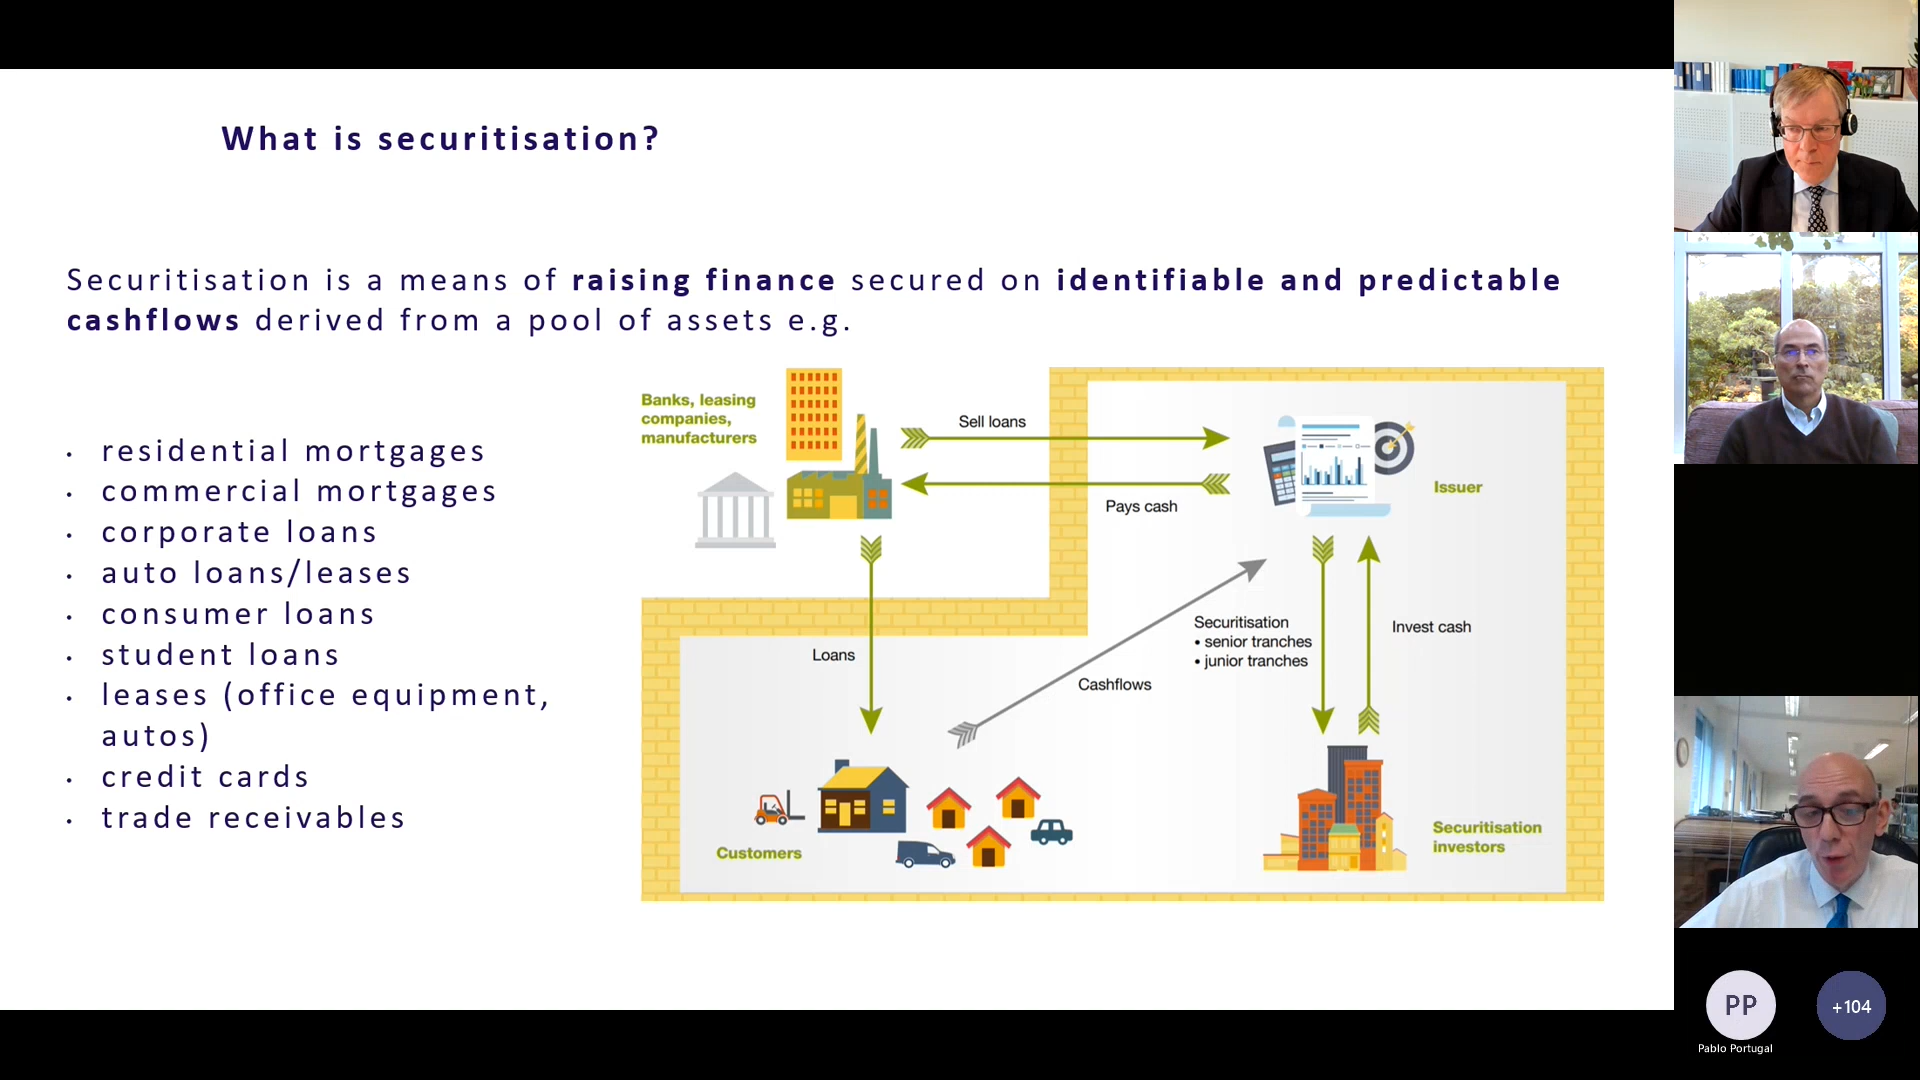 What is securitisation?
Securitisation is a means of raising finance secured on identifiable and predictable
cashflows derived from a pool of assets e.g.
• residential mortgages
• commercial mortgages
• corporate loans
• auto loans/leases
• consumer loans
• student loans
• leases (office equipment,
autos)
• credit cards
• trade receivables
Banks, leasing
companies,
manufacturers
Sell loans
Pays cash
Issuer
Loans
Cashflows
Securitisation
• senior tranches
• junior tranches
Invest cash
Customers
Securitisation
investors
PP
Pablo Portugal
+104